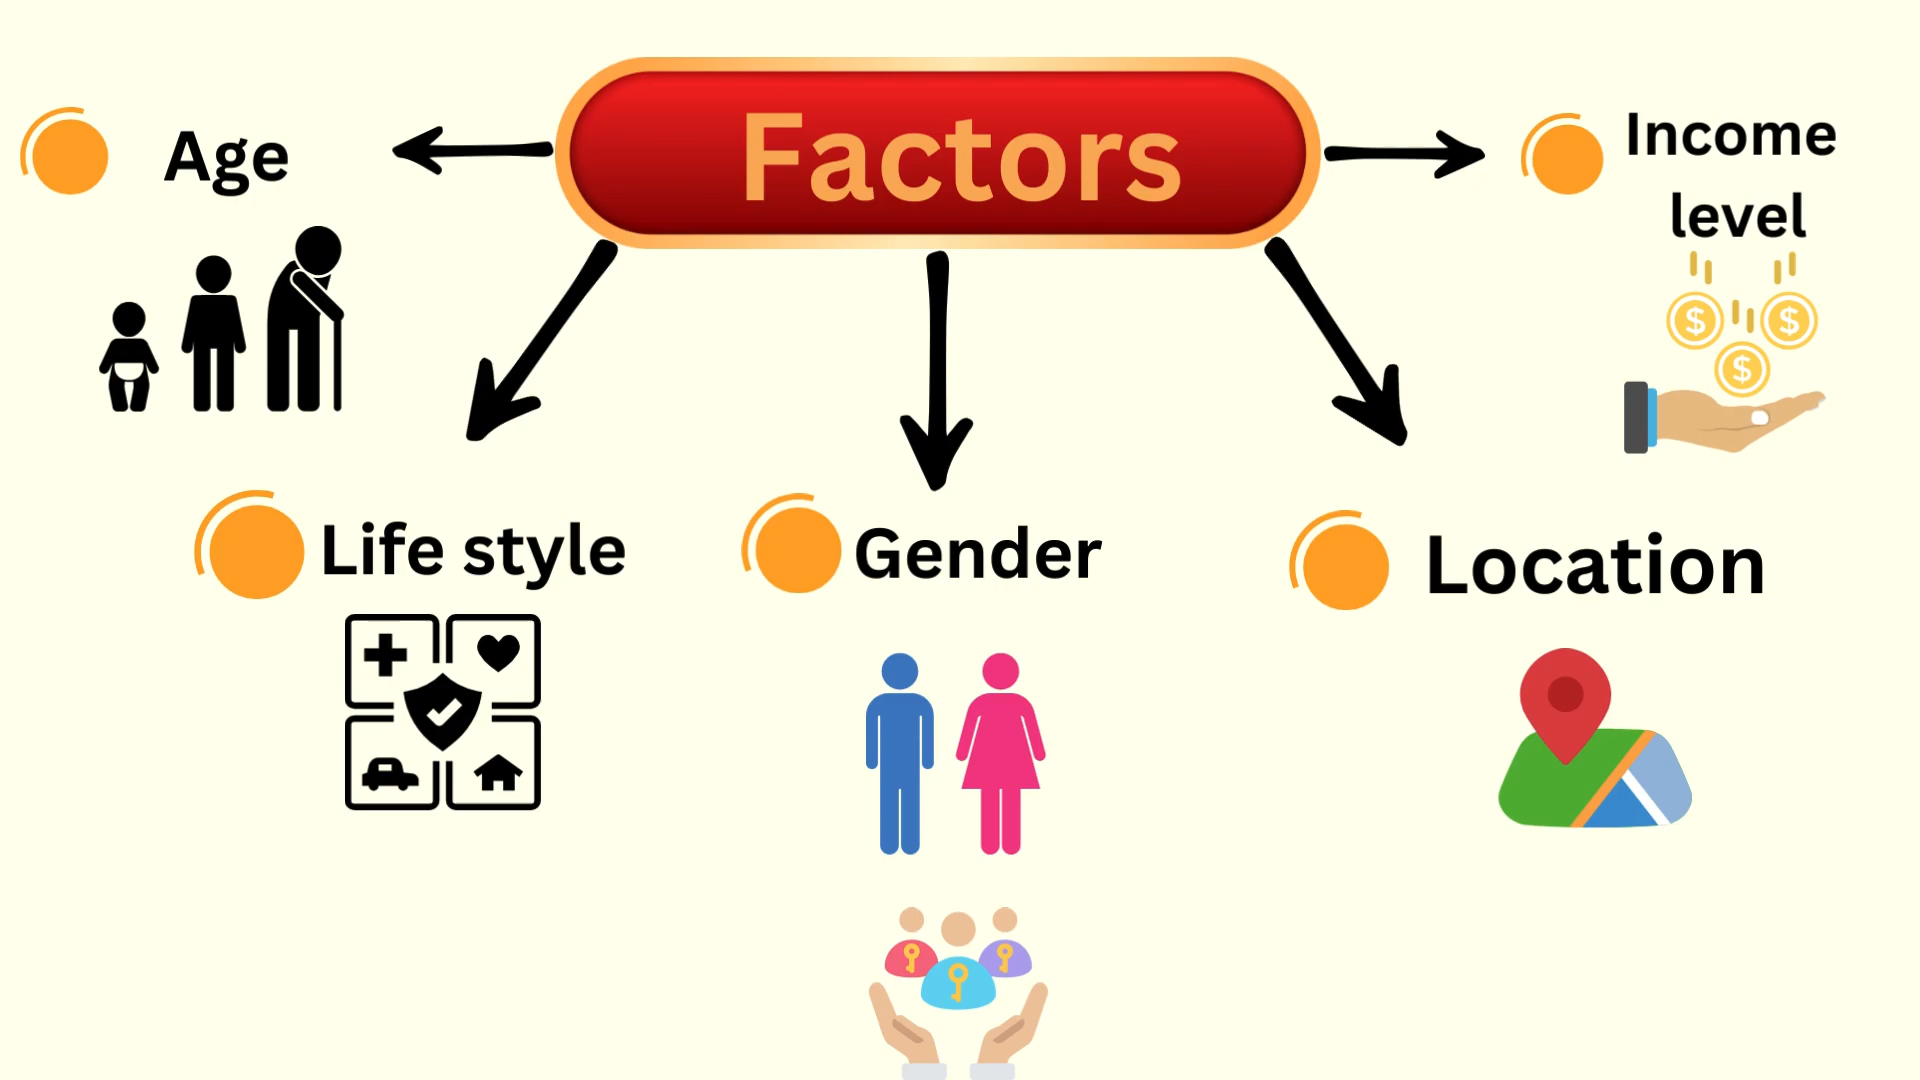 Factors
Age
Income
level
Life style
Gender
Location
$ $
$